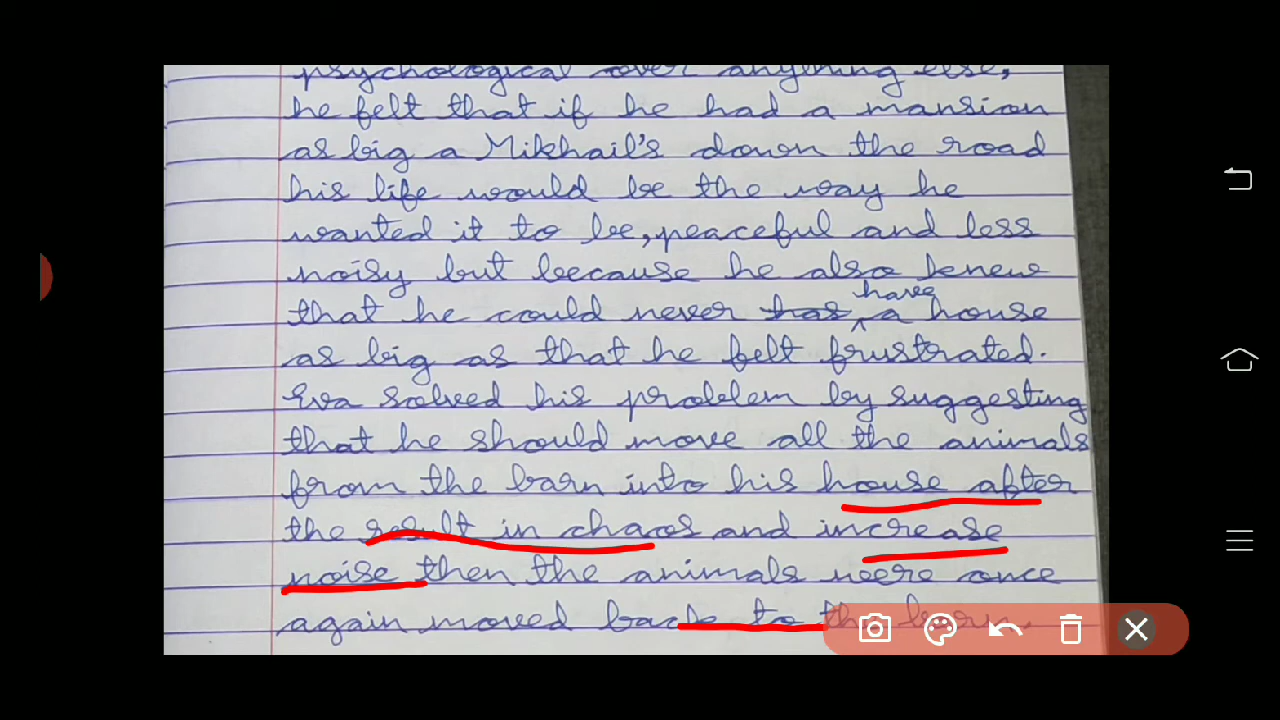 psychological over anything else,
he felt that if he had a mansion
as big a Mikhail's down the road
his life would be the way he
wanted it to be, peaceful and less
noisy but because he also knew
that he could never has have a house
as big as that he felt frustrated.
Eva solved his problem by suggesting
that he should move all the animals
from the barn into his house after
the result in chaos and increase
noise then the animals were once
again moved back to the barn.